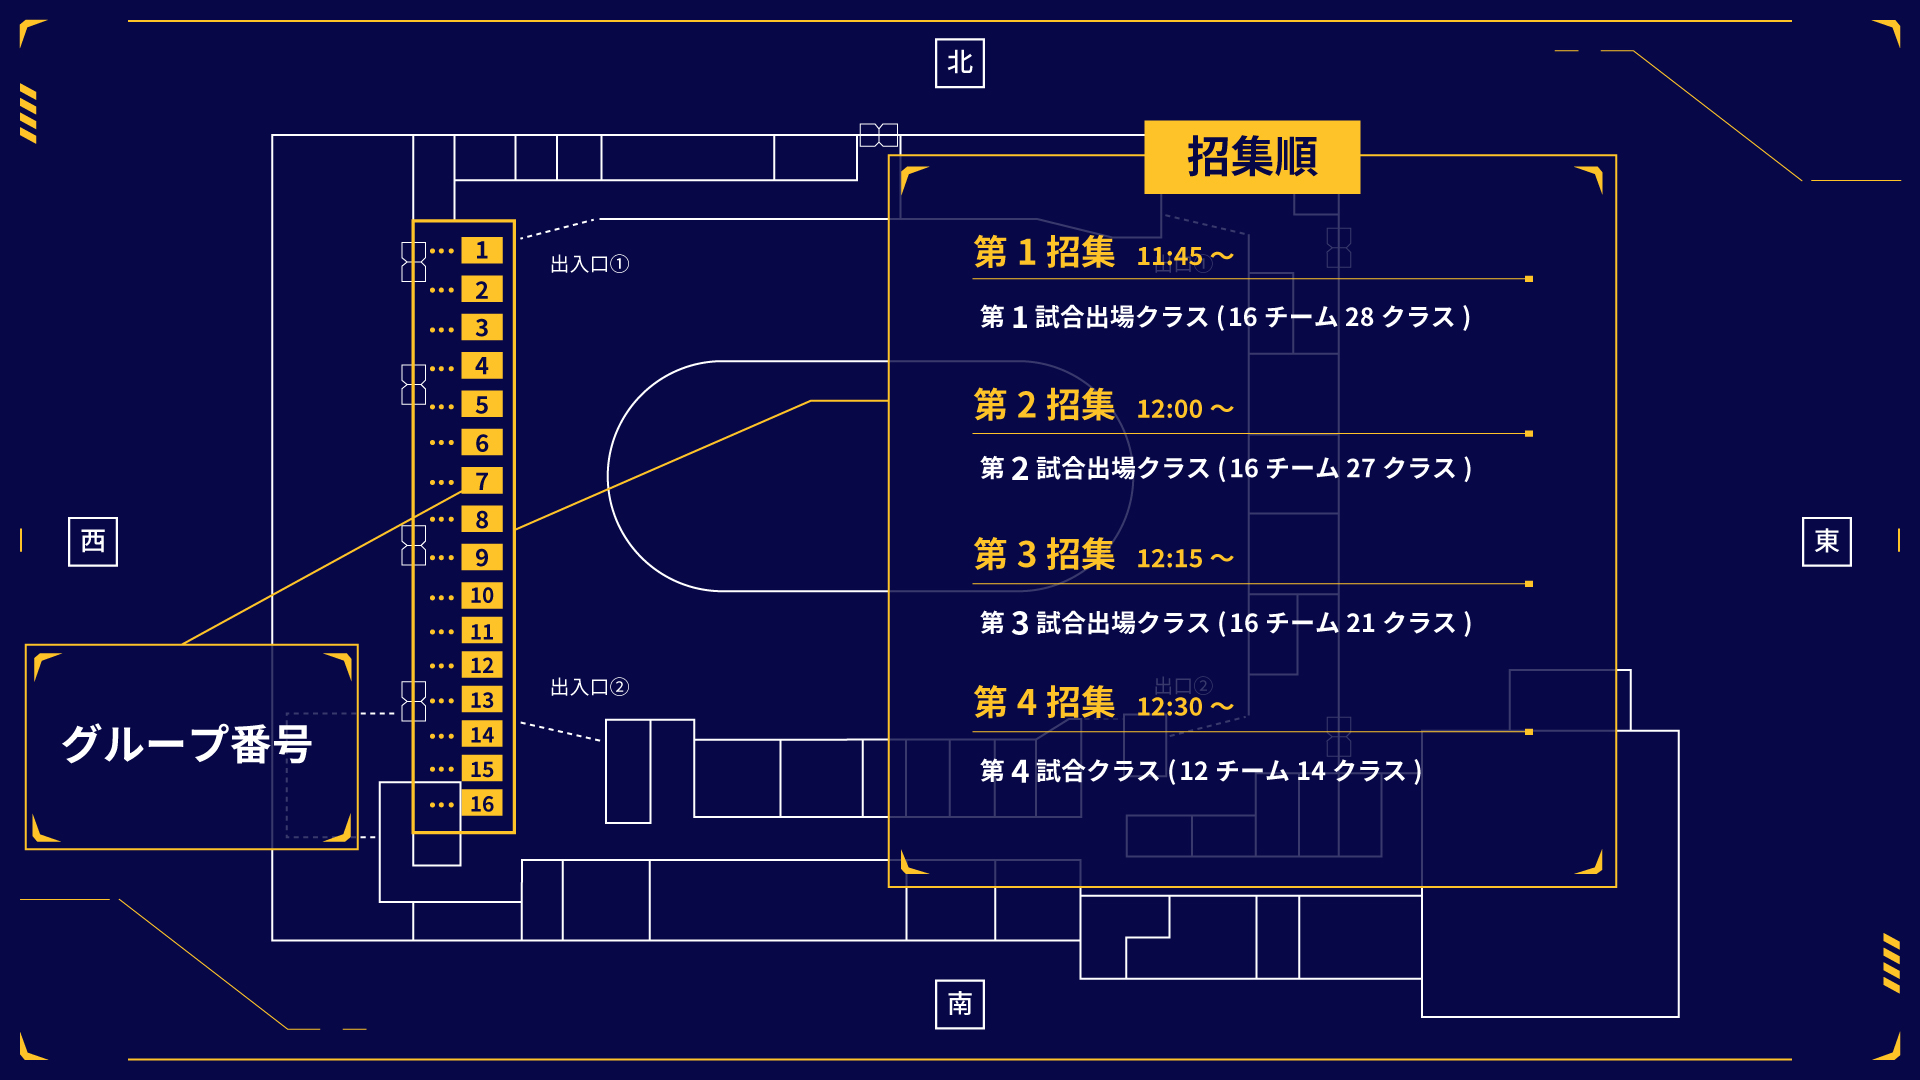 北
招集順
1
2
3
4
5
6
7
8
9
10
11
12
13
14
15
16
出入口①
出入口②
西
東
グループ番号
第 1 招集 11:45 ～
出口①
第 1 試合出場クラス (16 チーム 28 クラス )
第 2 招集 12:00 ～
第 2 試合出場クラス (16 チーム 27 クラス )
第 3 招集 12:15 ～
第 3 試合出場クラス (16 チーム 21 クラス )
出口②
第 4 招集 12:30 ～
第 4 試合クラス (12 チーム 14 クラス )
南